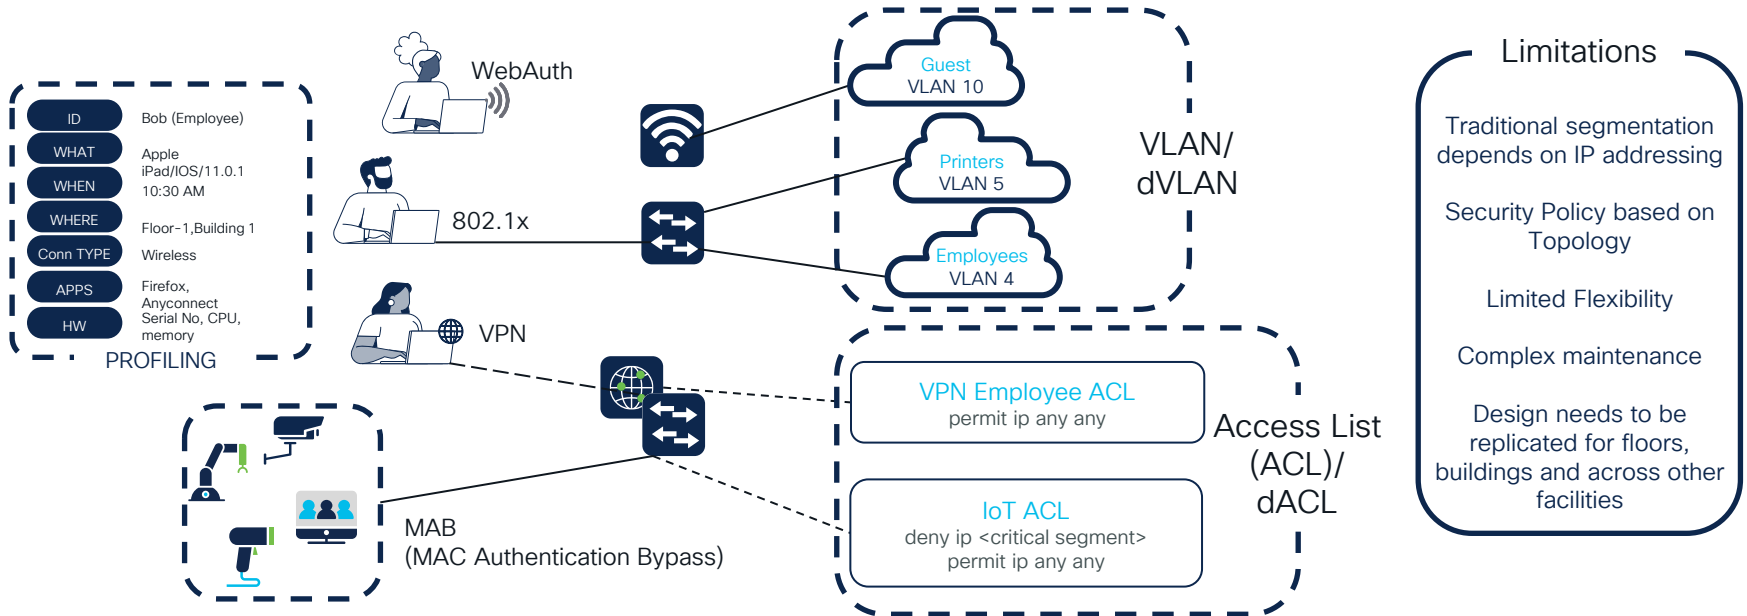 ID
Bob (Employee)
WHAT
Apple
iPad/IOS/11.0.1
WHEN
10:30 AM
WHERE
Floor-1,Building 1
Conn TYPE
Wireless
APPS
Firefox,
Anyconnect
HW
Serial No, CPU,
memory
PROFILING
WebAuth
802.1x
VPN
MAB
(MAC Authentication Bypass)
Guest
VLAN 10
Printers
VLAN 5
Employees
VLAN 4
VLAN/
dVLAN
VPN Employee ACL
permit ip any any
IoT ACL
deny ip <critical segment>
permit ip any any
Access List
(ACL)/
dACL
Limitations
Traditional segmentation
depends on IP addressing
Security Policy based on
Topology
Limited Flexibility
Complex maintenance
Design needs to be
replicated for floors,
buildings and across other
facilities